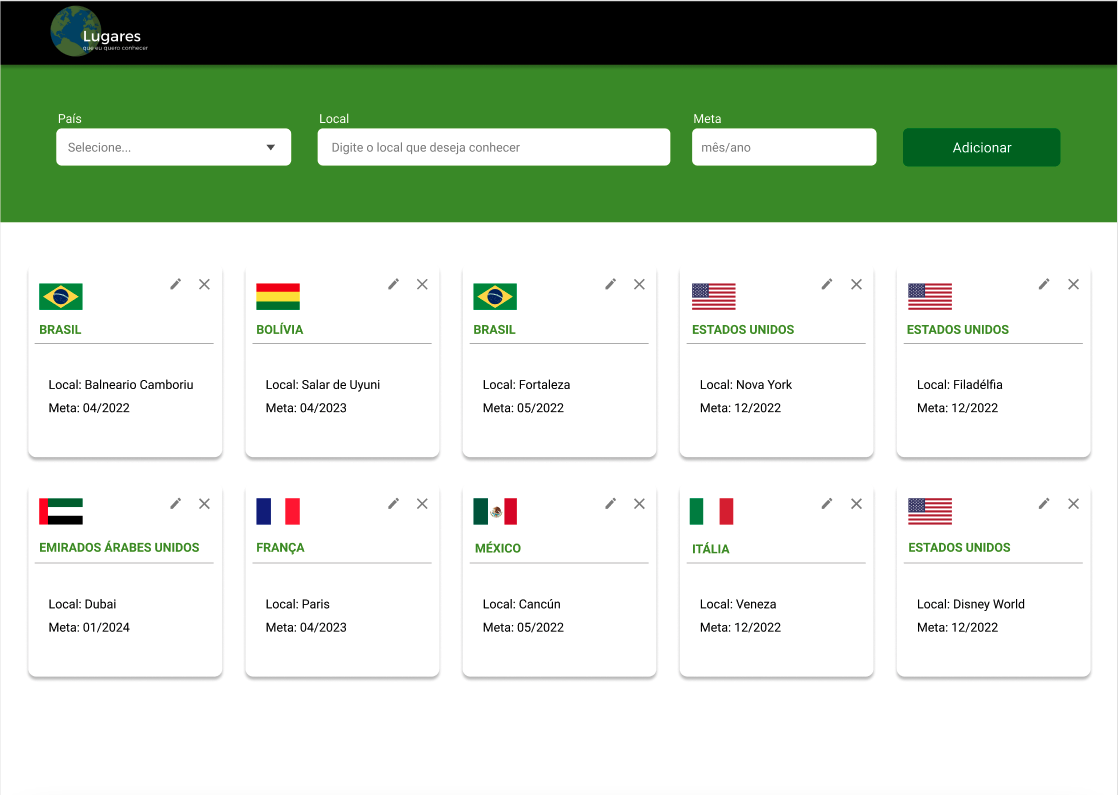 Lugares
que eu quero conhecer
País
Local
Meta
Selecione...
Digite o local que deseja conhecer
mês/ano
Adicionar
BRASIL
Local: Balneario Camboriu
Meta: 04/2022
BOLÍVIA
Local: Salar de Uyuni
Meta: 04/2023
BRASIL
Local: Fortaleza
Meta: 05/2022
ESTADOS UNIDOS
Local: Nova York
Meta: 12/2022
ESTADOS UNIDOS
Local: Filadélfia
Meta: 12/2022
EMIRADOS ÁRABES UNIDOS
Local: Dubai
Meta: 01/2024
FRANÇA
Local: Paris
Meta: 04/2023
MÉXICO
Local: Cancún
Meta: 05/2022
ITÁLIA
Local: Veneza
Meta: 12/2022
ESTADOS UNIDOS
Local: Disney World
Meta: 12/2022